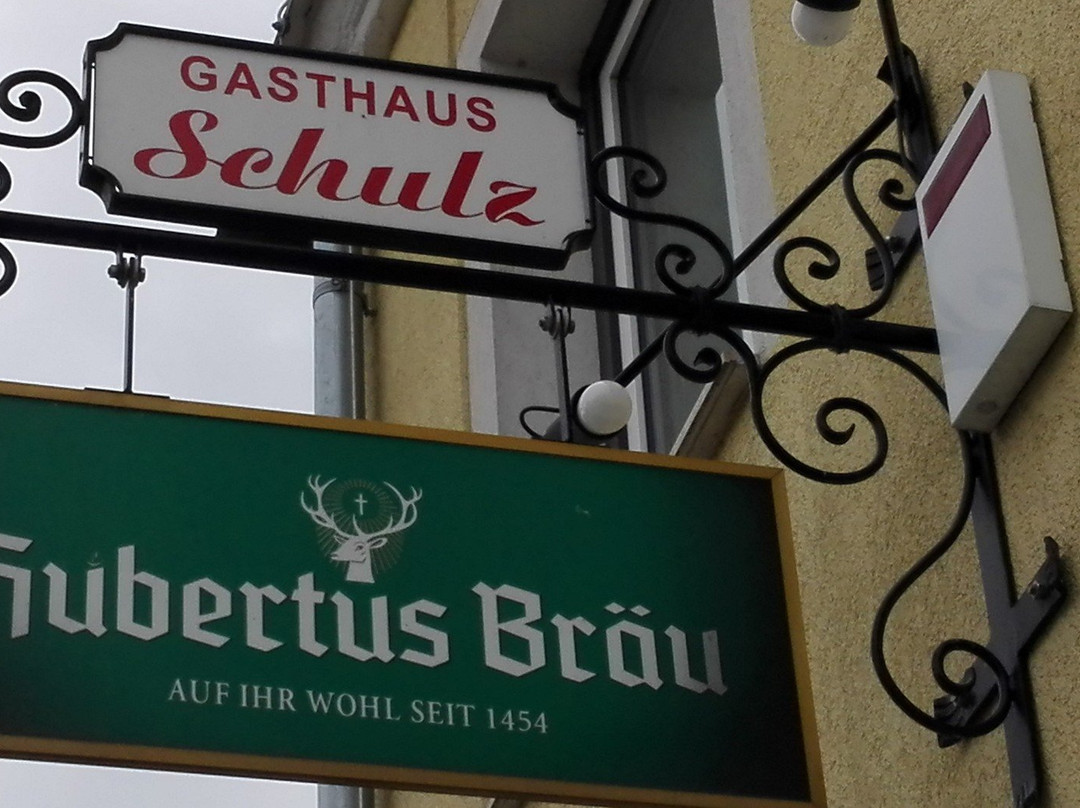 GASTHAUS
Schulz
Hubertus Bräu
AUF IHR WOHL SEIT 1454